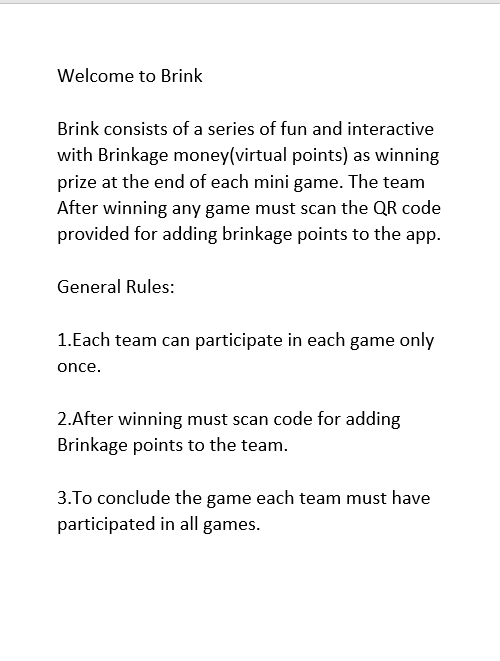 Welcome to Brink
Brink consists of a series of fun and interactive
with Brinkage money(virtual points) as winning
prize at the end of each mini game. The team
After winning any game must scan the QR code
provided for adding brinkage points to the app.
General Rules:
1.Each team can participate in each game only
once.
2.After winning must scan code for adding
Brinkage points to the team.
3.To conclude the game each team must have
participated in all games.